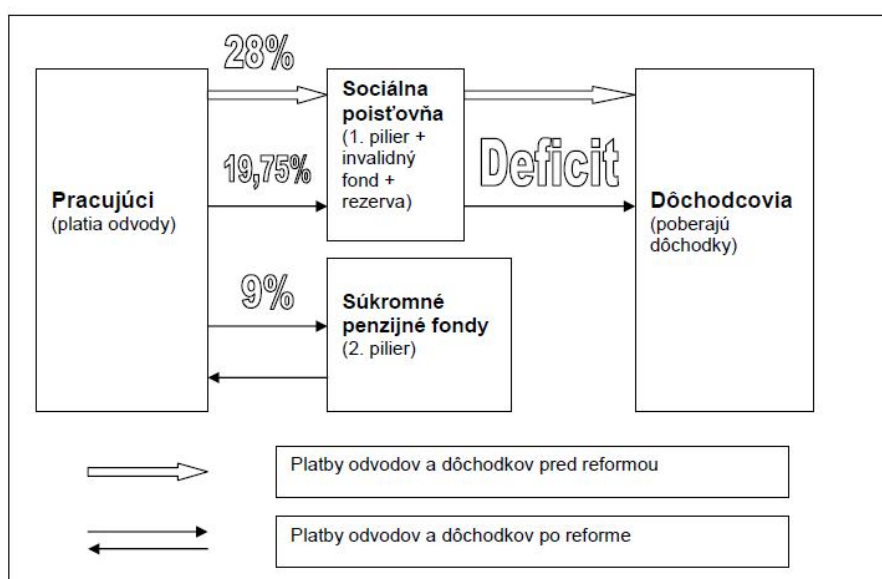 28%
Sociálna
poisťovňa
(1. pilier +
invalidný
fond +
rezerva)
19,75%
Deficit
Pracujúci
(platia odvody)
Dôchodcovia
(poberajú
dôchodky)
9%
Súkromné
penzijné fondy
(2. pilier)
Platby odvodov a dôchodkov pred reformou
Platby odvodov a dôchodkov po reforme